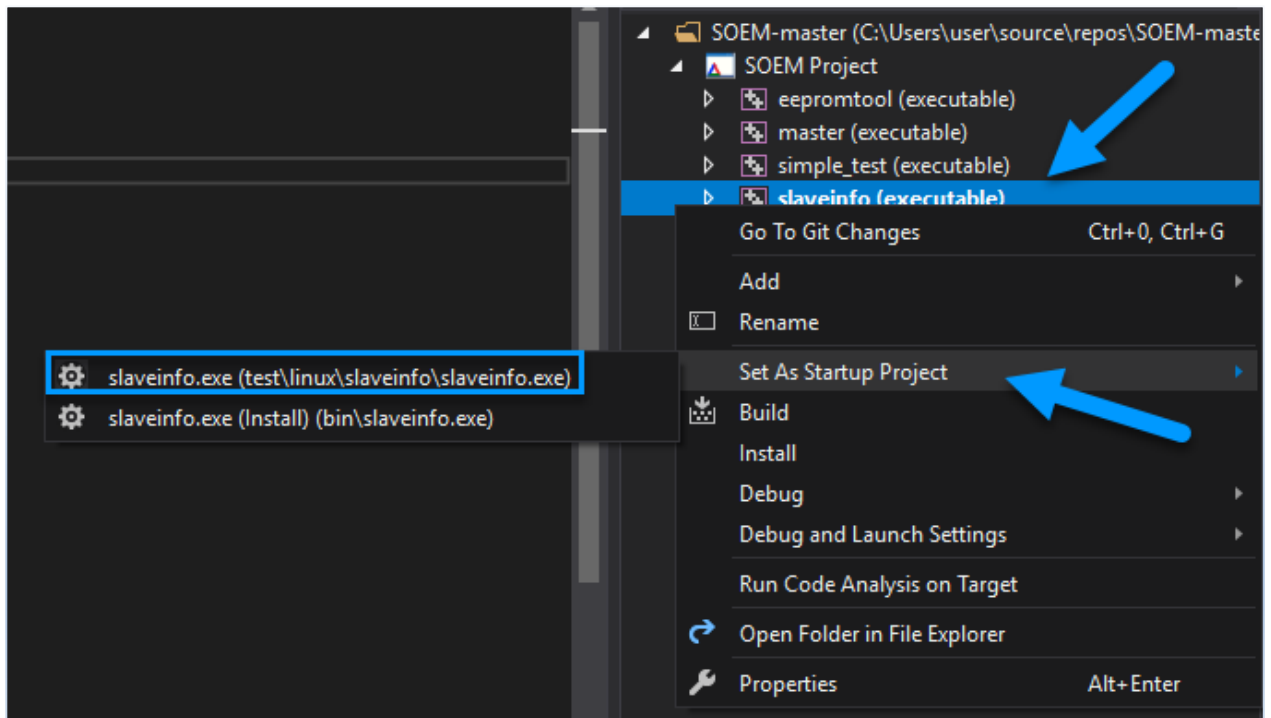 SOEM-master (C:\Users\user\source\repos\SOEM-maste
SOEM Project
eepromtool (executable)
master (executable)
simple_test (executable)
slaveinfo (executable)
Go To Git Changes Ctrl+0, Ctrl+G
Add
Rename
Set As Startup Project
slaveinfo.exe (test\linux\slaveinfo\slaveinfo.exe)
slaveinfo.exe (Install) (bin\slaveinfo.exe)
Build
Install
Debug
Debug and Launch Settings
Run Code Analysis on Target
Open Folder in File Explorer
Properties Alt+Enter